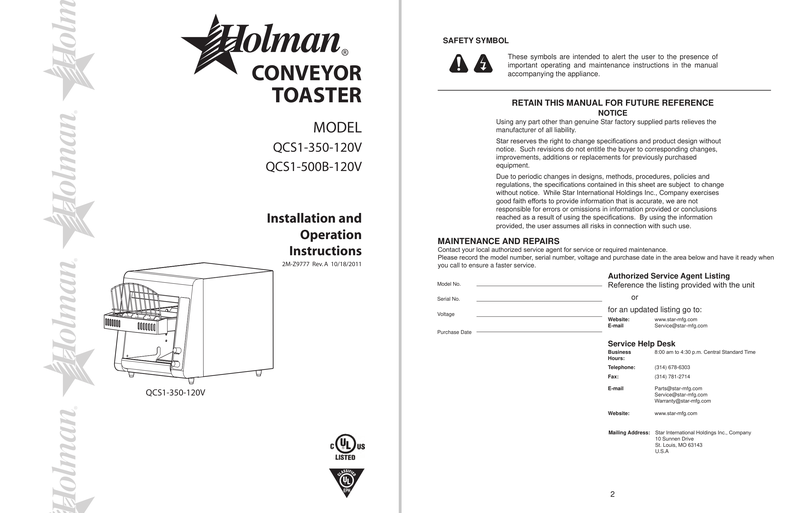 Holman®
CONVEYOR
TOASTER
MODEL
QCS1-350-120V
QCS1-500B-120V
Installation and
Operation
Instructions
2M-Z9777 Rev. A 10/18/2011
QCS1-350-120V
C UL US
LISTED
CLASSIFIED
UL
EPH
Holman
Holman
Holman
Holman
Holman
SAFETY SYMBOL
These symbols are intended to alert the user to the presence of
important operating and maintenance instructions in the manual
accompanying the appliance.
RETAIN THIS MANUAL FOR FUTURE REFERENCE
NOTICE
Using any part other than genuine Star factory supplied parts relieves the
manufacturer of all liability.
Star reserves the right to change specifications and product design without
notice. Such revisions do not entitle the buyer to corresponding changes,
improvements, additions or replacements for previously purchased
equipment.
Due to periodic changes in designs, methods, procedures, policies and
regulations, the specifications contained in this sheet are subject to change
without notice. While Star International Holdings Inc., Company exercises
good faith efforts to provide information that is accurate, we are not
responsible for errors or omissions in information provided or conclusions
reached as a result of using the specifications. By using the information
provided, the user assumes all risks in connection with such use.
MAINTENANCE AND REPAIRS
Contact your local authorized service agent for service or required maintenance.
Please record the model number, serial number, voltage and purchase date in the area below and have it ready when
you call to ensure a faster service.
Model No.
Serial No.
Voltage
Purchase Date
Authorized Service Agent Listing
Reference the listing provided with the unit
or
for an updated listing go to:
Website: www.star-mfg.com
E-mail Service@star-mfg.com
Service Help Desk
Business Hours: 8:00 am to 4:30 p.m. Central Standard Time
Telephone: (314) 678-6303
Fax: (314) 781-2714
E-mail Parts@star-mfg.com
Service@star-mfg.com
Warranty@star-mfg.com
Website: www.star-mfg.com
Mailing Address: Star International Holdings Inc., Company
10 Sunnen Drive
St. Louis, MO 63143
U.S.A
2